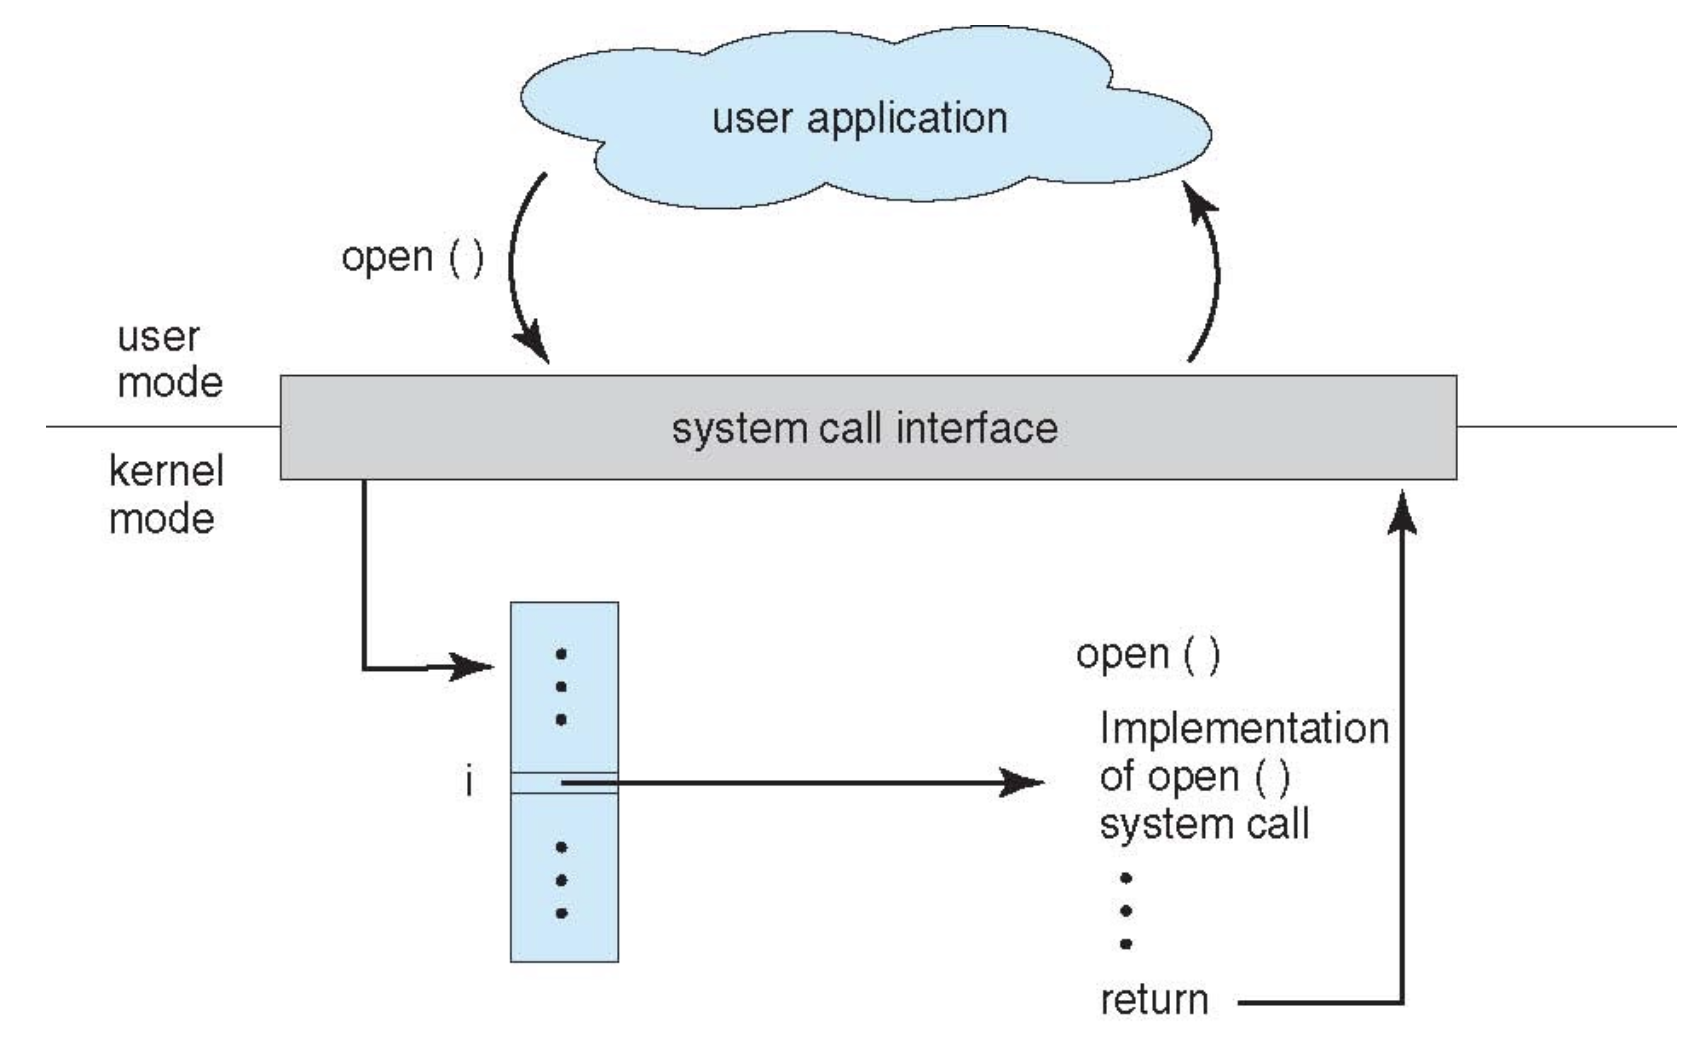 user application
open ( )
user
mode
system call interface
kernel
mode
open ( )
Implementation
of open ( )
system call
i
return